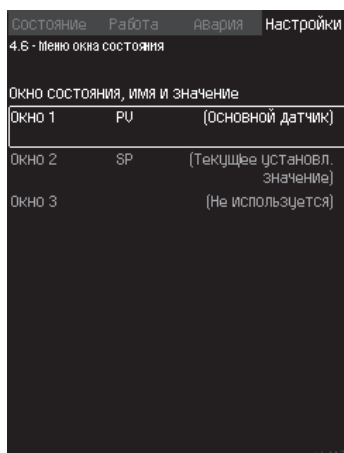 Состояние Работа Авария Настройки
4.6 - Меню окна состояния
Окно состояния, имя и значение
Окно 1 PV (Основной датчик)
Окно 2 SP (Текущее установл.
значение)
Окно 3 (Не используется)